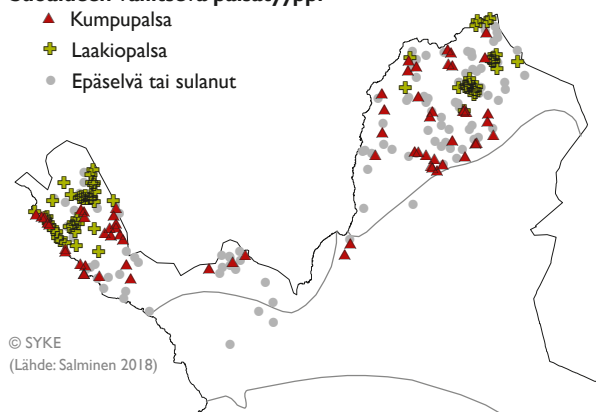 Kumpupalsa
Laakiopalsa
Epäselvä tai sulanut
© SYKE
(Lähde: Salminen 2018)